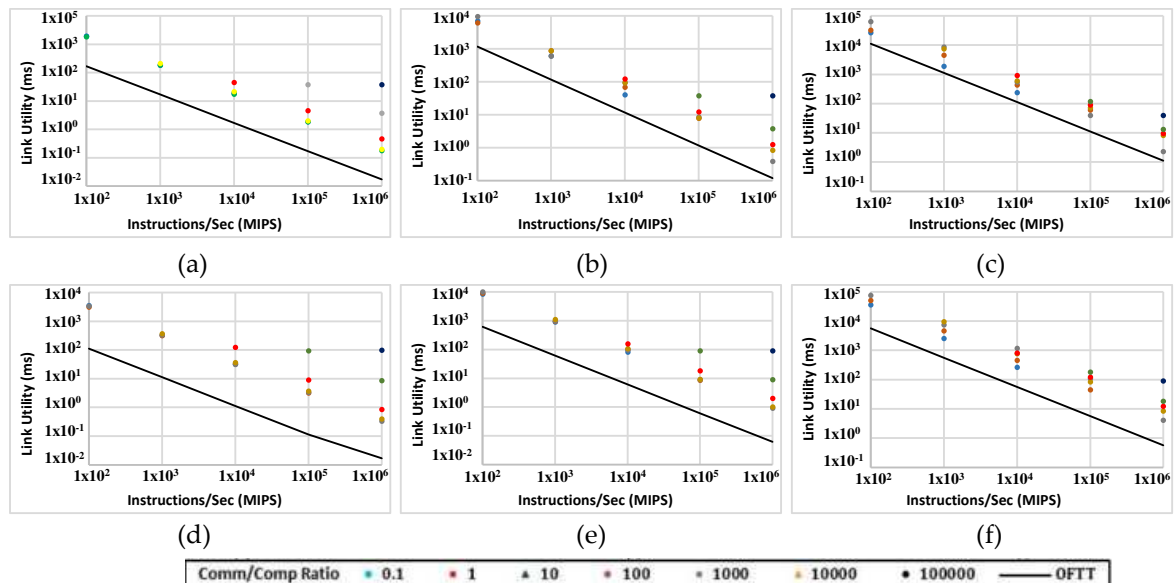 1x10⁵
1x10³
1x10²
1x10¹
1x10⁰
1x10⁻¹
1x10⁻²
Link Utility (ms)
1x10² 1x10³ 1x10⁴ 1x10⁵ 1x10⁶
Instructions/Sec (MIPS)
(a)
1x10⁴
1x10³
1x10²
1x10¹
1x10⁰
1x10⁻¹
Link Utility (ms)
1x10² 1x10³ 1x10⁴ 1x10⁵ 1x10⁶
Instructions/Sec (MIPS)
(b)
1x10⁵
1x10⁴
1x10³
1x10²
1x10¹
1x10⁰
1x10⁻¹
Link Utility (ms)
1x10² 1x10³ 1x10⁴ 1x10⁵ 1x10⁶
Instructions/Sec (MIPS)
(c)
1x10⁴
1x10³
1x10²
1x10¹
1x10⁰
1x10⁻¹
1x10⁻²
Link Utility (ms)
1x10² 1x10³ 1x10⁴ 1x10⁵ 1x10⁶
Instructions/Sec (MIPS)
(d)
1x10⁴
1x10³
1x10²
1x10¹
1x10⁰
1x10⁻¹
1x10⁻²
Link Utility (ms)
1x10² 1x10³ 1x10⁴ 1x10⁵ 1x10⁶
Instructions/Sec (MIPS)
(e)
1x10⁵
1x10⁴
1x10³
1x10²
1x10¹
1x10⁰
1x10⁻¹
Link Utility (ms)
1x10² 1x10³ 1x10⁴ 1x10⁵ 1x10⁶
Instructions/Sec (MIPS)
(f)
Comm/Comp Ratio 0.1 1 10 100 1000 10000 100000 OFTT